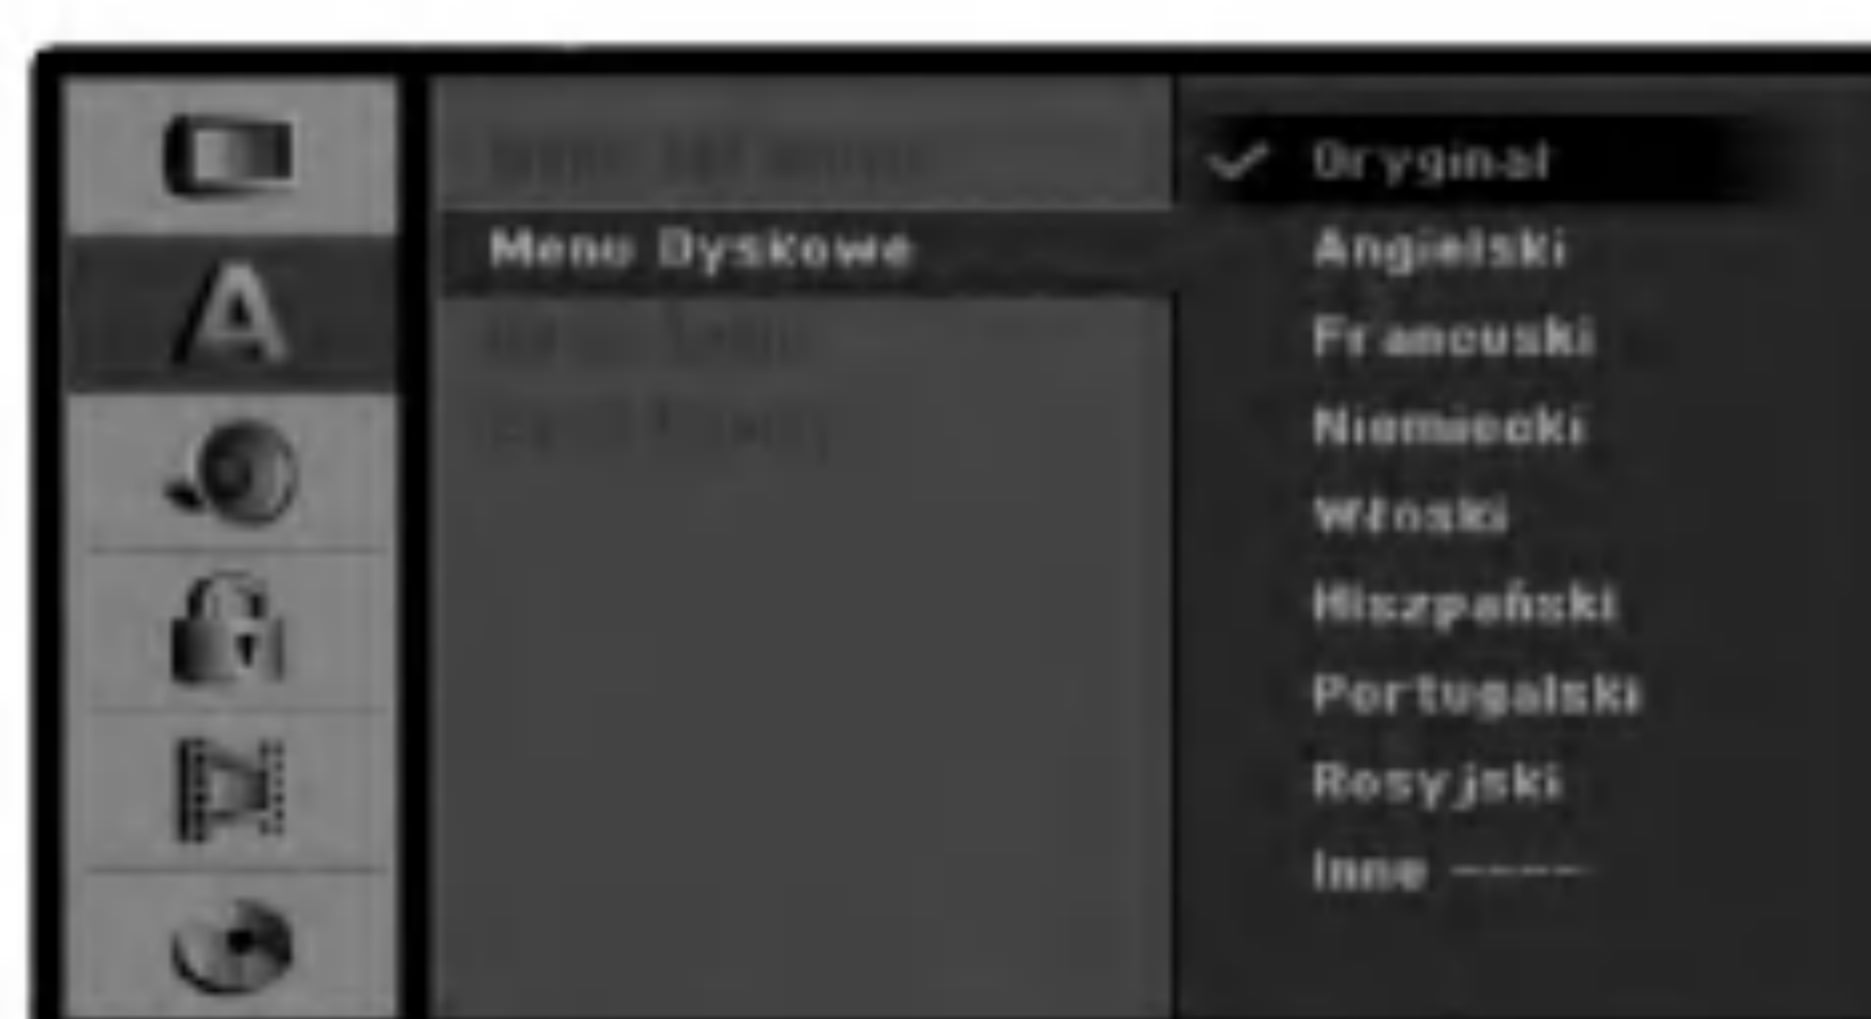 A
Menu Dyskowe
Oryginał
Angielski
Francuski
Niemiecki
Włoski
Hiszpański
Portugalski
Rosyjski
Inne -----